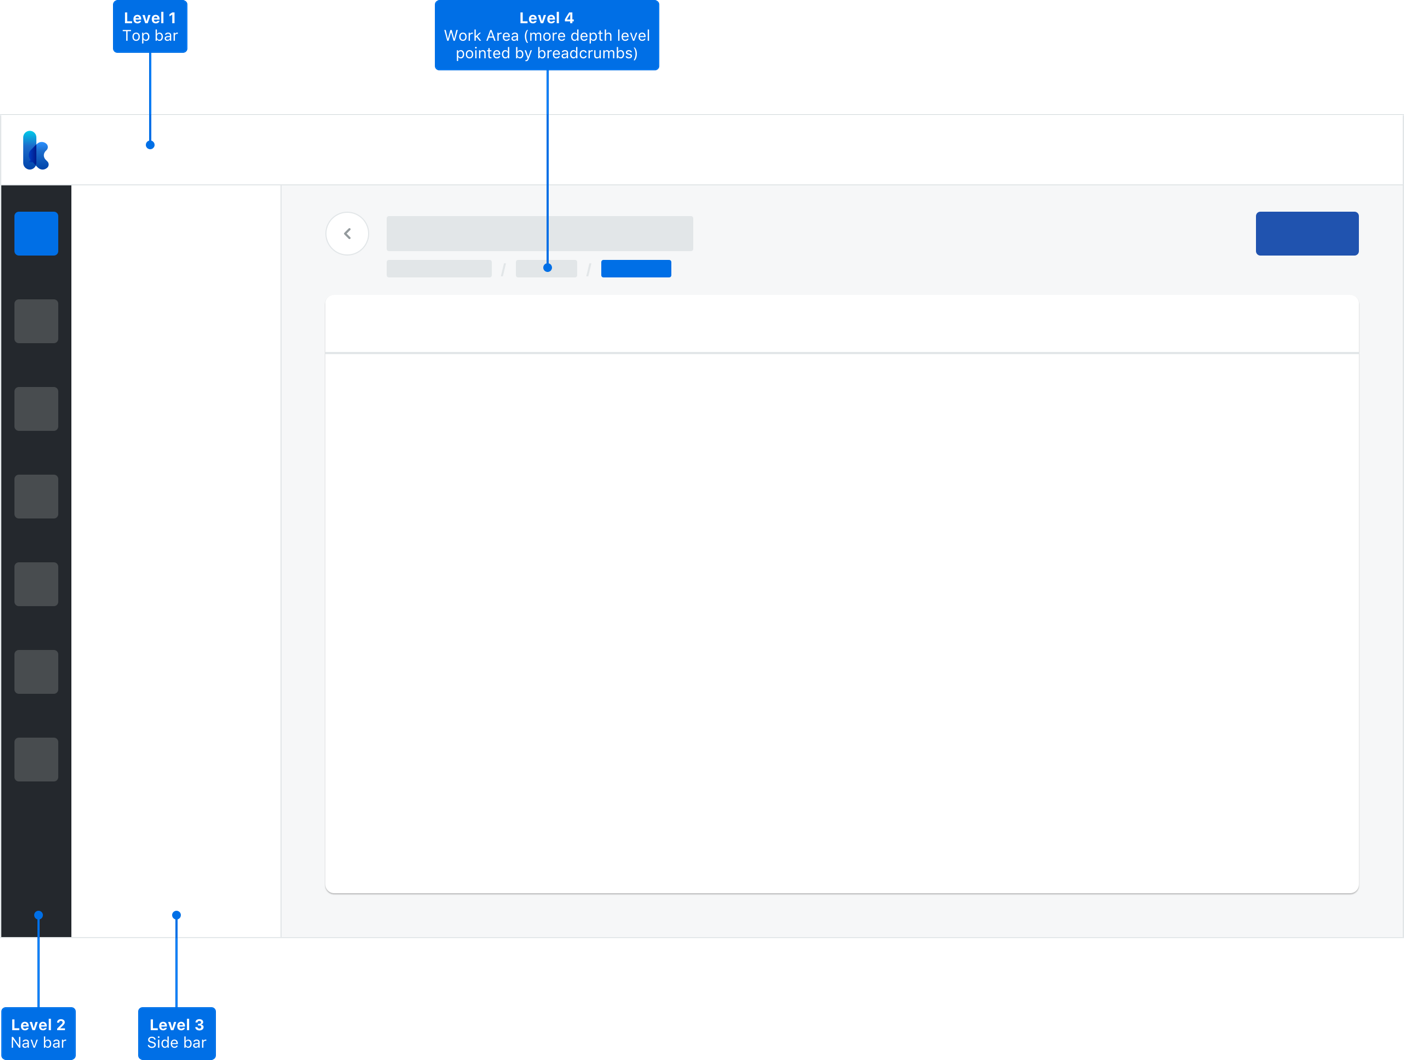 Level 1
Top bar
Level 4
Work Area (more depth level
pointed by breadcrumbs)
k
/
/
Level 2
Nav bar
Level 3
Side bar